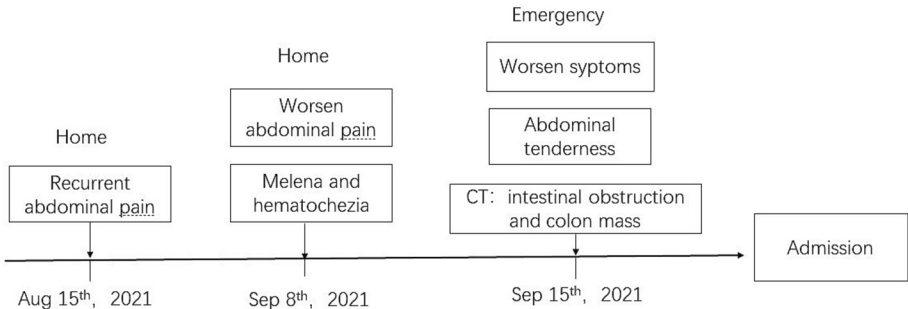 Home
Recurrent
abdominal pain
Aug 15th, 2021
Home
Worsen
abdominal pain
Melena and
hematochezia
Sep 8th, 2021
Emergency
Worsen syptoms
Abdominal
tenderness
CT: intestinal obstruction
and colon mass
Sep 15th, 2021
Admission